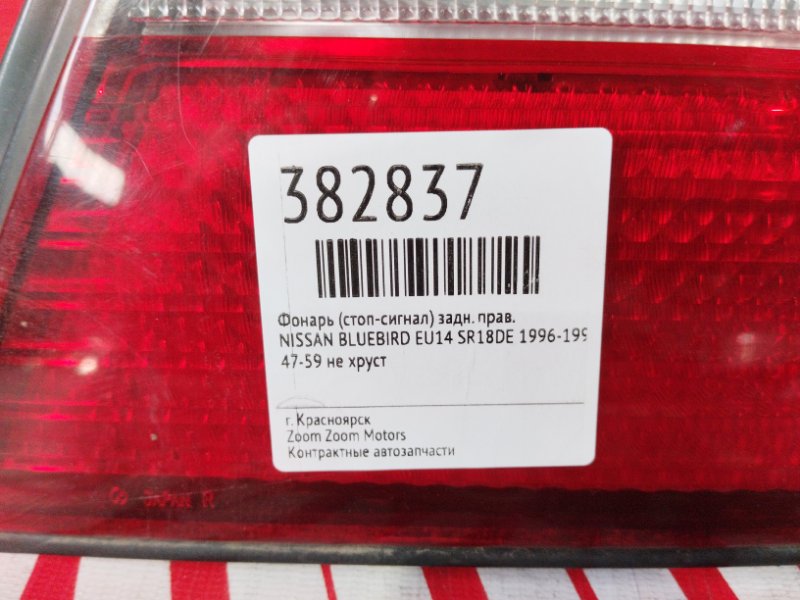 382837
Фонарь (стоп-сигнал) задн. прав.
NISSAN BLUEBIRD EU14 SR18DE 1996-199
47-59 не хруст
г. Красноярск
Zoom Zoom Motors
Контрактные автозапчасти
R